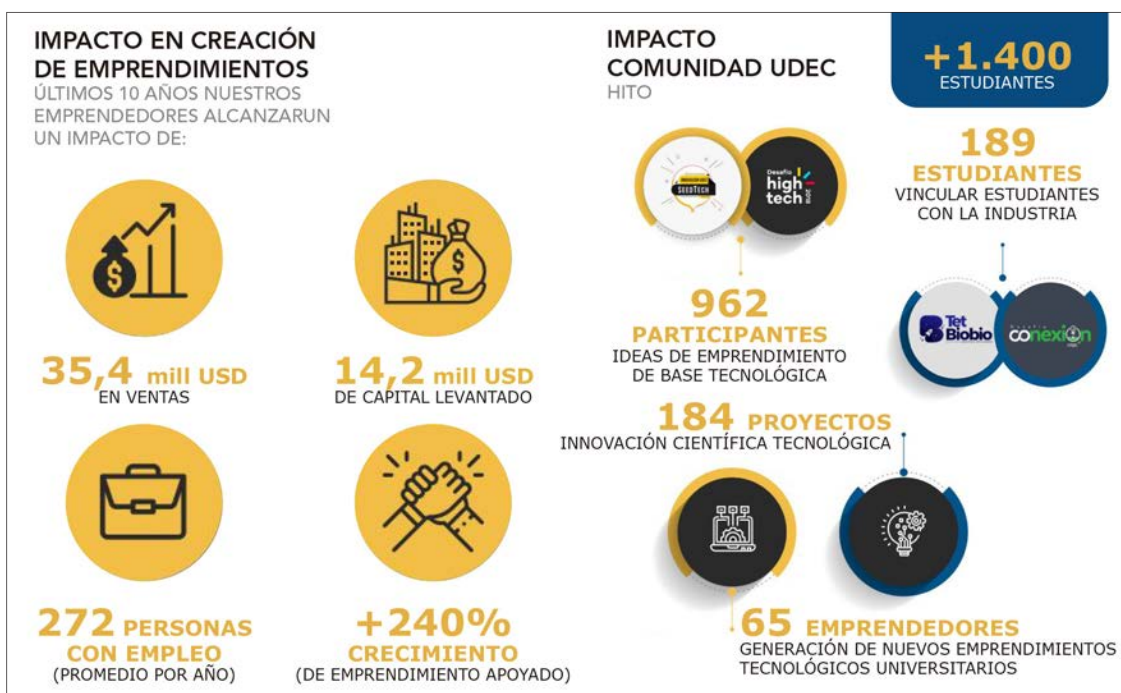 IMPACTO EN CREACIÓN
DE EMPRENDIMIENTOS
ÚLTIMOS 10 AÑOS NUESTROS
EMPRENDEDORES ALCANZARUN
UN IMPACTO DE:
35,4 mill USD
EN VENTAS
14,2 mill USD
DE CAPITAL LEVANTADO
272 PERSONAS
CON EMPLEO
(PROMEDIO POR AÑO)
+240%
CRECIMIENTO
(DE EMPRENDIMIENTO APOYADO)
IMPACTO
COMUNIDAD UDEC
HITO
+1.400
ESTUDIANTES
SEEDTECH
Desafío
high
tech
2019
189
ESTUDIANTES
VINCULAR ESTUDIANTES
CON LA INDUSTRIA
962
PARTICIPANTES
IDEAS DE EMPRENDIMIENTO
DE BASE TECNOLÓGICA
Tet
Biobio
conexión
184 PROYECTOS
INNOVACIÓN CIENTÍFICA TECNOLÓGICA
65 EMPRENDEDORES
GENERACIÓN DE NUEVOS EMPRENDIMIENTOS
TECNOLÓGICOS UNIVERSITARIOS